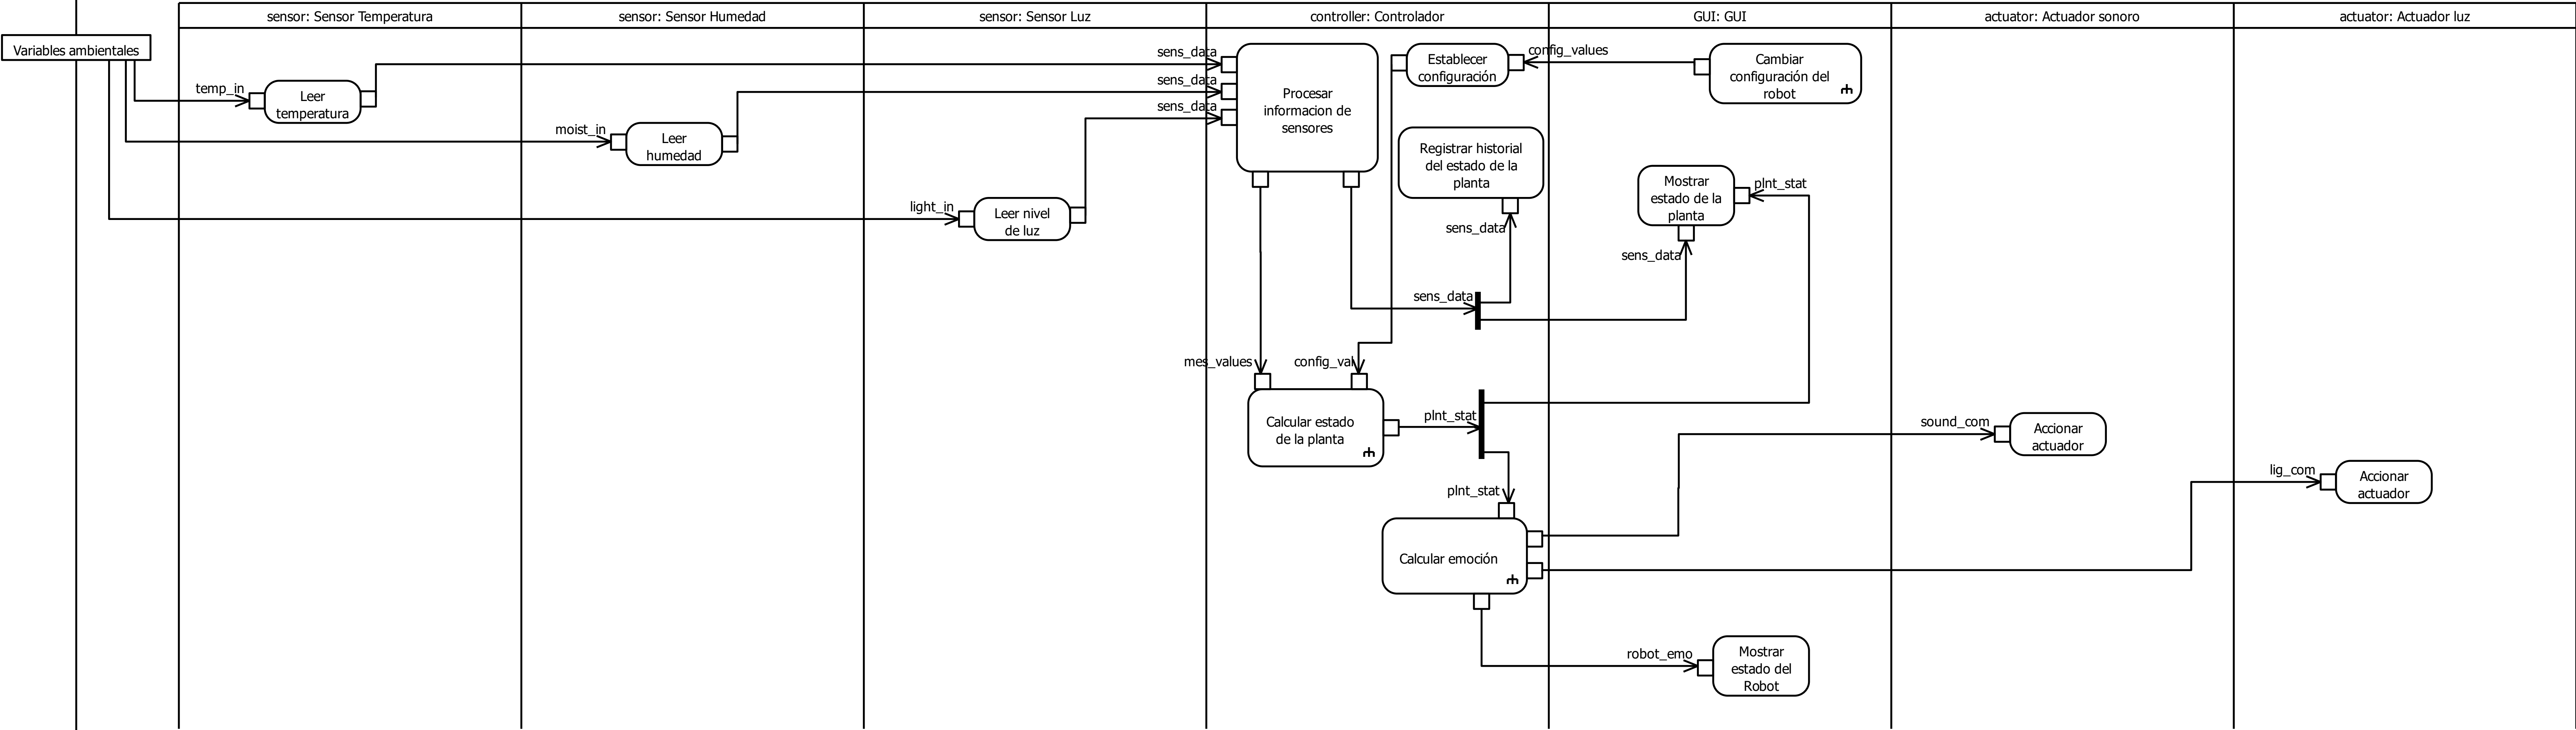 sensor: Sensor Temperatura
sensor: Sensor Humedad
sensor: Sensor Luz
controller: Controlador
GUI: GUI
actuator: Actuador sonoro
actuator: Actuador luz
Variables ambientales
temp_in
Leer
temperatura
moist_in
Leer
humedad
light_in
Leer nivel
de luz
sens_data
sens_data
sens_data
Procesar
informacion de
sensores
Establecer
configuración
config_values
Cambiar
configuración del
robot
Registrar historial
del estado de la
planta
sens_data
Mostrar
estado de la
planta
plnt_stat
sens_data
sens_data
mes_values
config_val
Calcular estado
de la planta
plnt_stat
plnt_stat
Calcular emoción
sound_com
Accionar
actuador
lig_com
Accionar
actuador
robot_emo
Mostrar
estado del
Robot